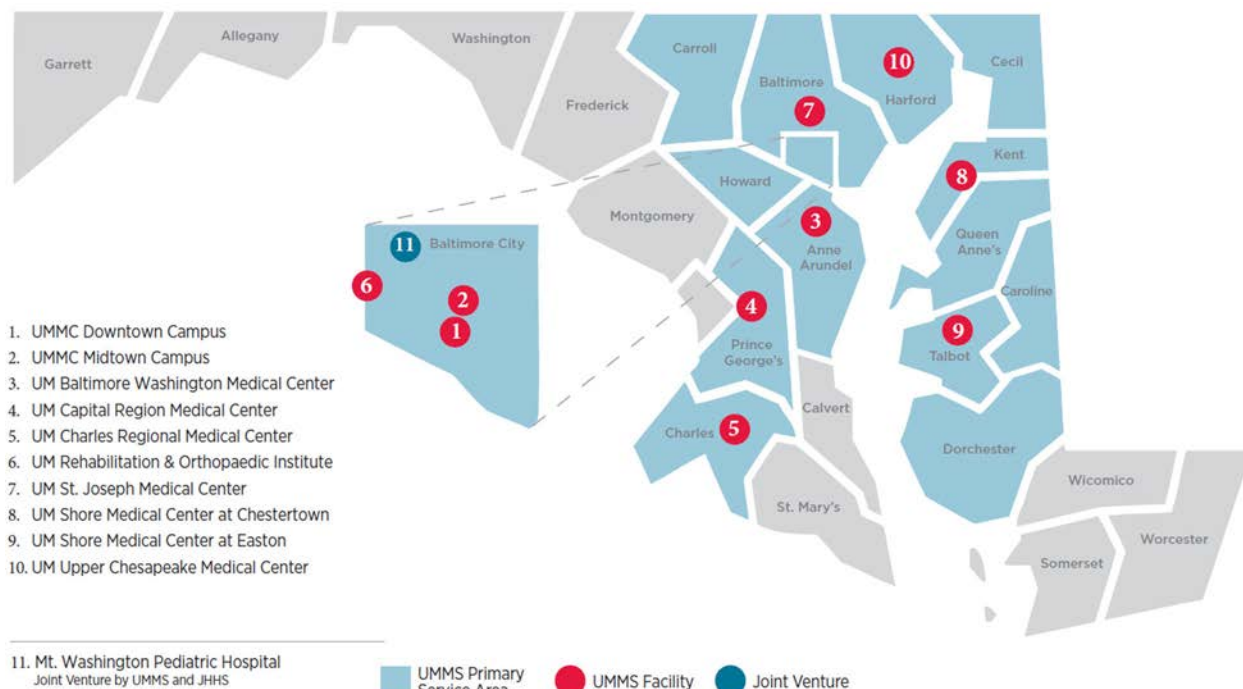 Garrett
Allegany
Washington
Frederick
Carroll
Baltimore
10
Harford
Cecil
7
Kent
8
Howard
Montgomery
3
Anne
Arundel
Queen
Anne's
Caroline
11
Baltimore City
6
2
1
4
Prince
George's
9
Talbot
Calvert
Charles
5
Dorchester
St. Mary's
Wicomico
Worcester
Somerset
1. UMMC Downtown Campus
2. UMMC Midtown Campus
3. UM Baltimore Washington Medical Center
4. UM Capital Region Medical Center
5. UM Charles Regional Medical Center
6. UM Rehabilitation & Orthopaedic Institute
7. UM St. Joseph Medical Center
8. UM Shore Medical Center at Chestertown
9. UM Shore Medical Center at Easton
10. UM Upper Chesapeake Medical Center
11. Mt. Washington Pediatric Hospital
Joint Venture by UMMS and JHHS
UMMS Primary
Service Area
UMMS Facility
Joint Venture